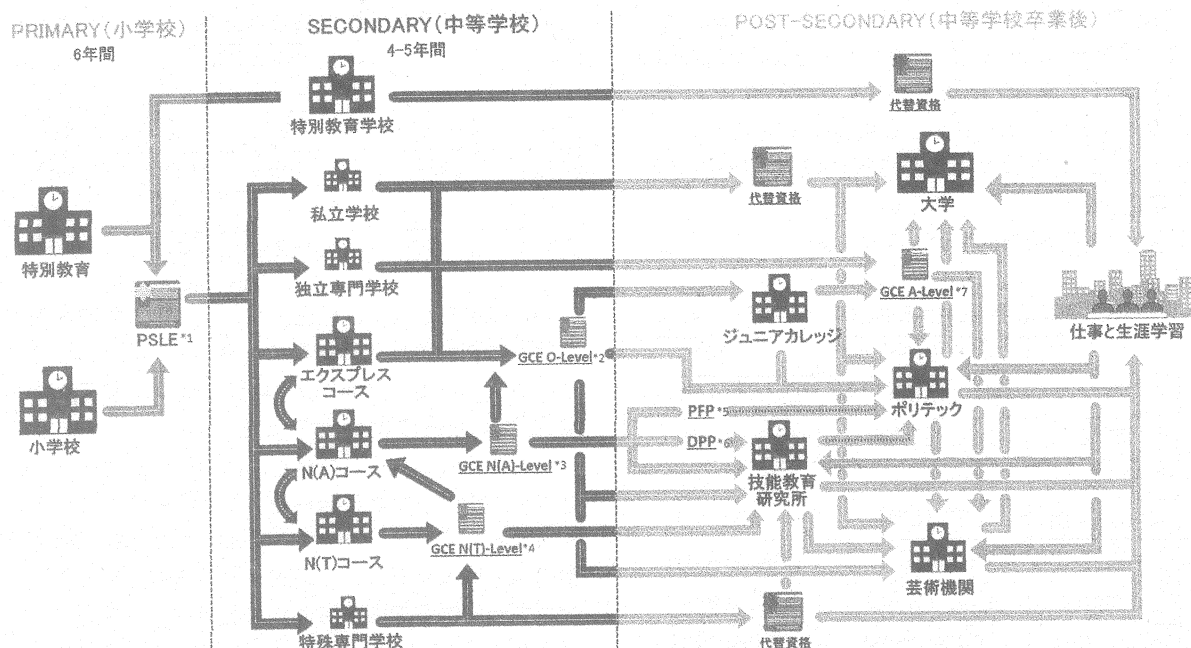 PRIMARY(小学校)
6年間
SECONDARY(中等学校)
4-5年間
POST-SECONDARY(中等学校卒業後)
特別教育学校
代替資格
私立学校
代替資格
大学
特別教育
独立専門学校
GCE A-Level*7
PSLE*1
ジュニアカレッジ
仕事と生涯学習
GCE O-Level*2
エクスプレス
コース
ポリテック
小学校
PFP*5
DPP*6
N(A)コース
GCE N(A)-Level*3
技能教育
研究所
N(T)コース
GCE N(T)-Level*4
芸術機関
特殊専門学校
代替資格